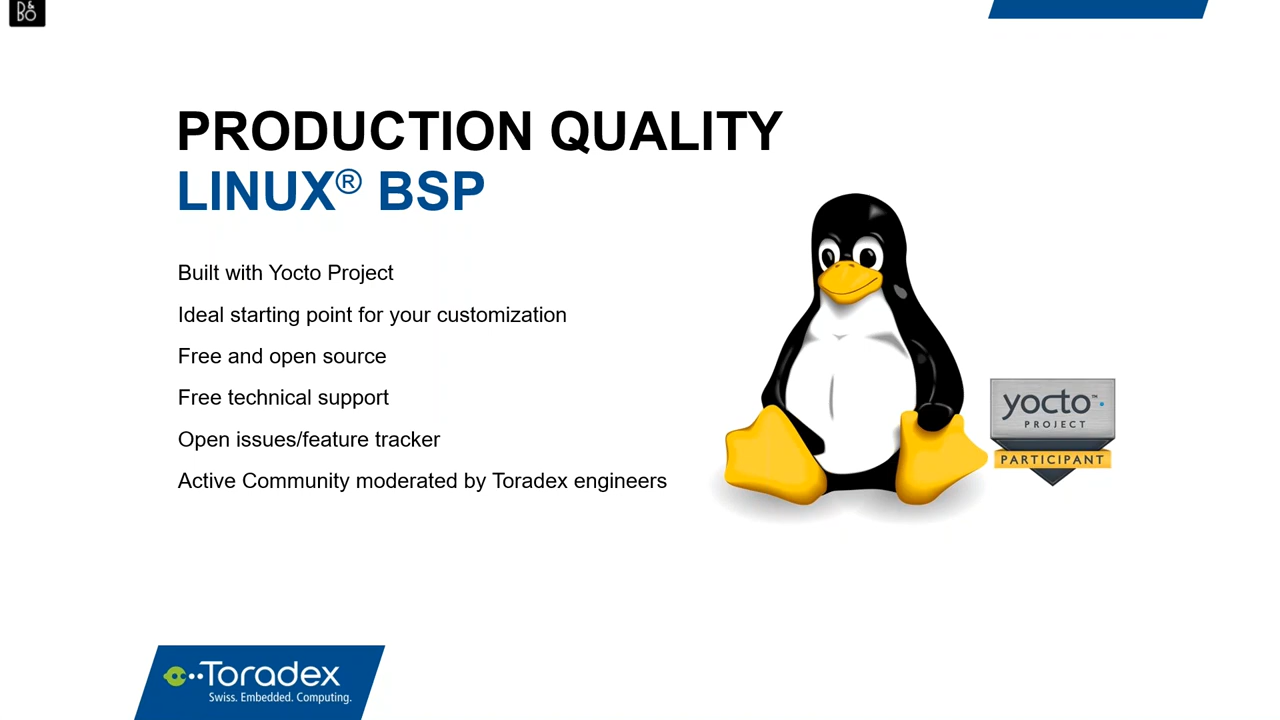 B&O
PRODUCTION QUALITY
LINUX® BSP
Built with Yocto Project
Ideal starting point for your customization
Free and open source
Free technical support
Open issues/feature tracker
Active Community moderated by Toradex engineers
yocto™
PROJECT
PARTICIPANT
Toradex
Swiss. Embedded. Computing.